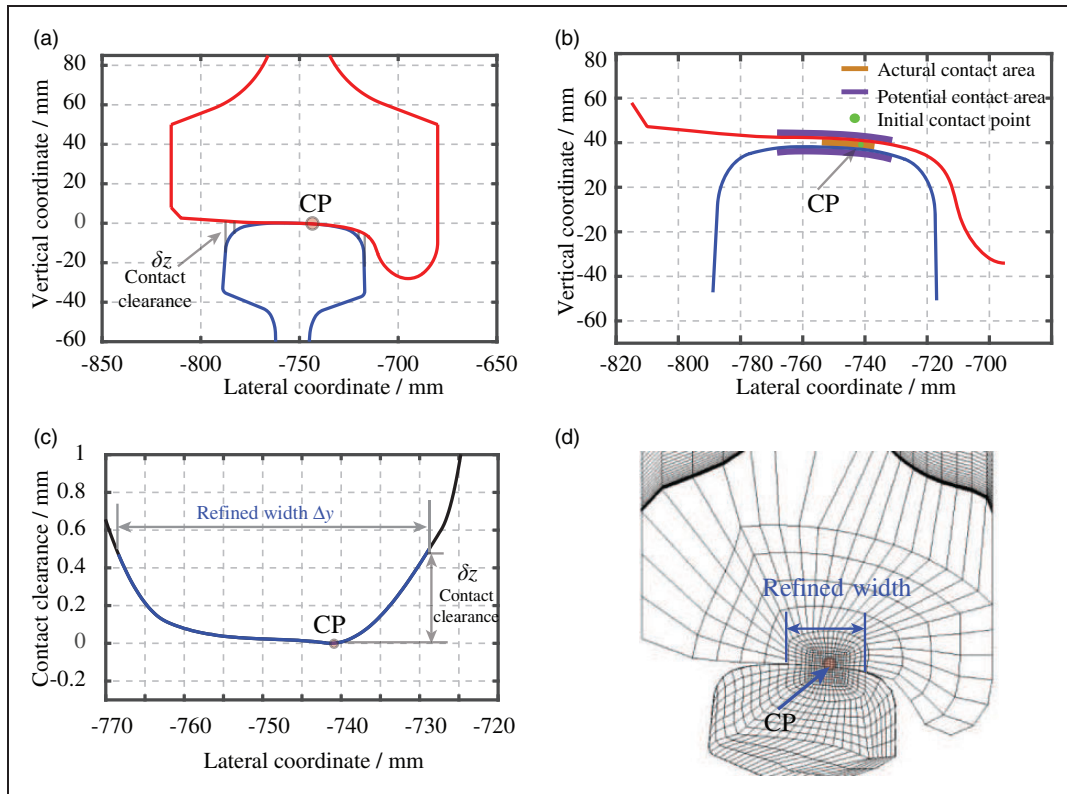 (a)
80
60
40
20
0
-20
-40
-60
Vertical coordinate / mm
CP
δz
Contact
clearance
-850
-800
-750
-700
-650
Lateral coordinate / mm
(b)
80
60
40
20
0
-20
-40
-60
Vertical coordinate / mm
Actural contact area
Potential contact area
Initial contact point
CP
-820
-800
-780
-760
-740
-720
-700
Lateral coordinate / mm
(c)
1
0.8
0.6
0.4
0.2
0
-0.2
Contact clearance / mm
Refined width Δy
δz
Contact
clearance
CP
-770
-760
-750
-740
-730
-720
Lateral coordinate / mm
(d)
Refined width
CP